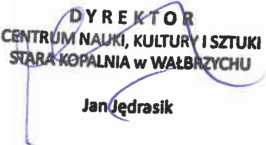 DYREKTOR
CENTRUM NAUKI, KULTURY I SZTUKI
STARA KOPALNIA w WAŁBRZYCHU
Jan Jędrasik